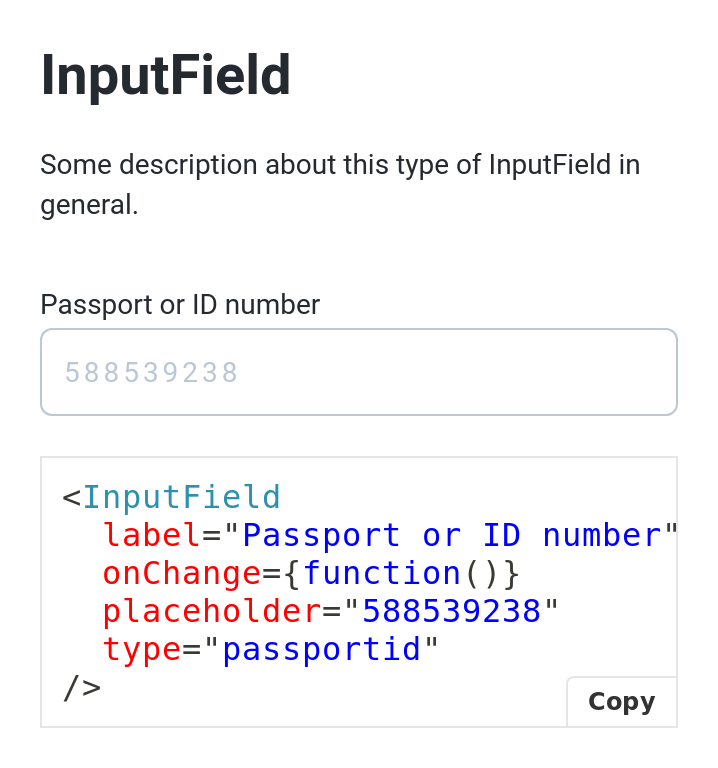 InputField
Some description about this type of InputField in
general.
Passport or ID number
588539238
<InputField
  label="Passport or ID number"
  onChange={function()}
  placeholder="588539238"
  type="passportid"
/>
Copy